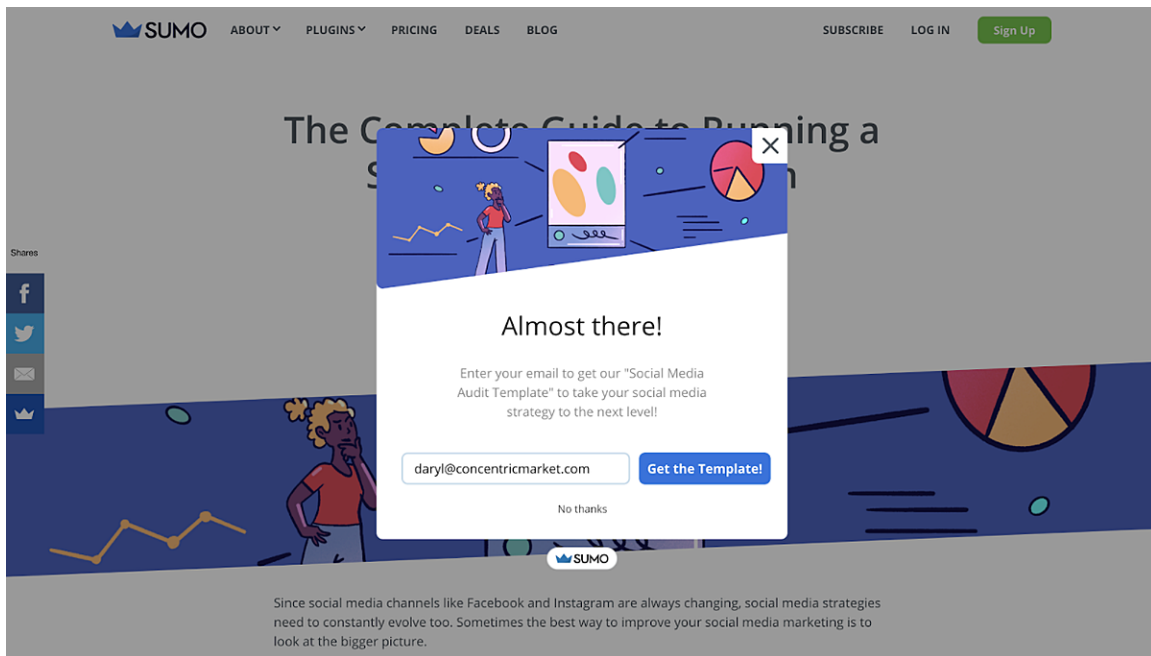 SUMO
ABOUT PLUGINS PRICING DEALS BLOG SUBSCRIBE LOG IN Sign Up
The Guide to Running a
Shares
Almost there!
Enter your email to get our "Social Media
Audit Template" to take your social media
strategy to the next level!
daryl@concentricmarket.com Get the Template!
No thanks
SUMO
Since social media channels like Facebook and Instagram are always changing, social media strategies
need to constantly evolve too. Sometimes the best way to improve your social media marketing is to
look at the bigger picture.